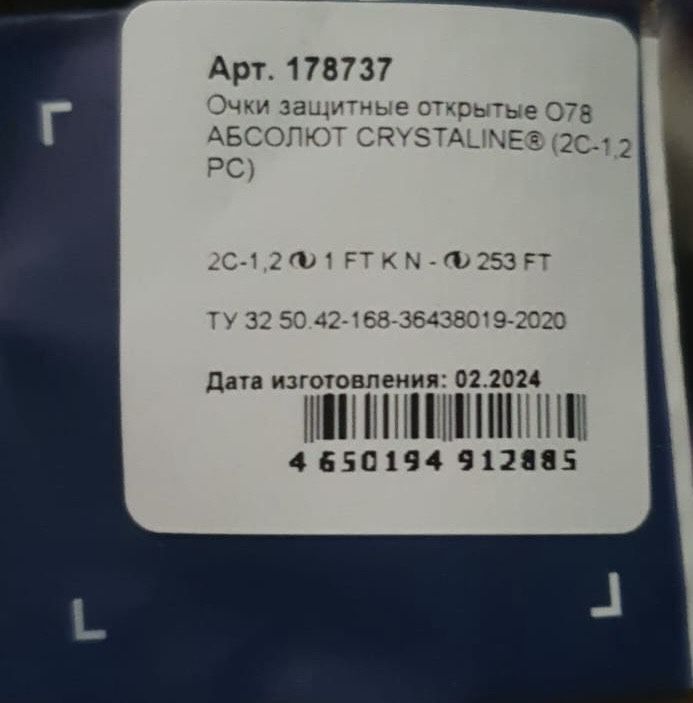 Арт. 178737
Очки защитные открытые О78
АБСОЛЮТ CRYSTALINE® (2С-1,2
PC)
2С-1,2 1 FT K N - 253 FT
ТУ 32 50.42-168-36438019-2020
Дата изготовления: 02.2024
4 650194 912885